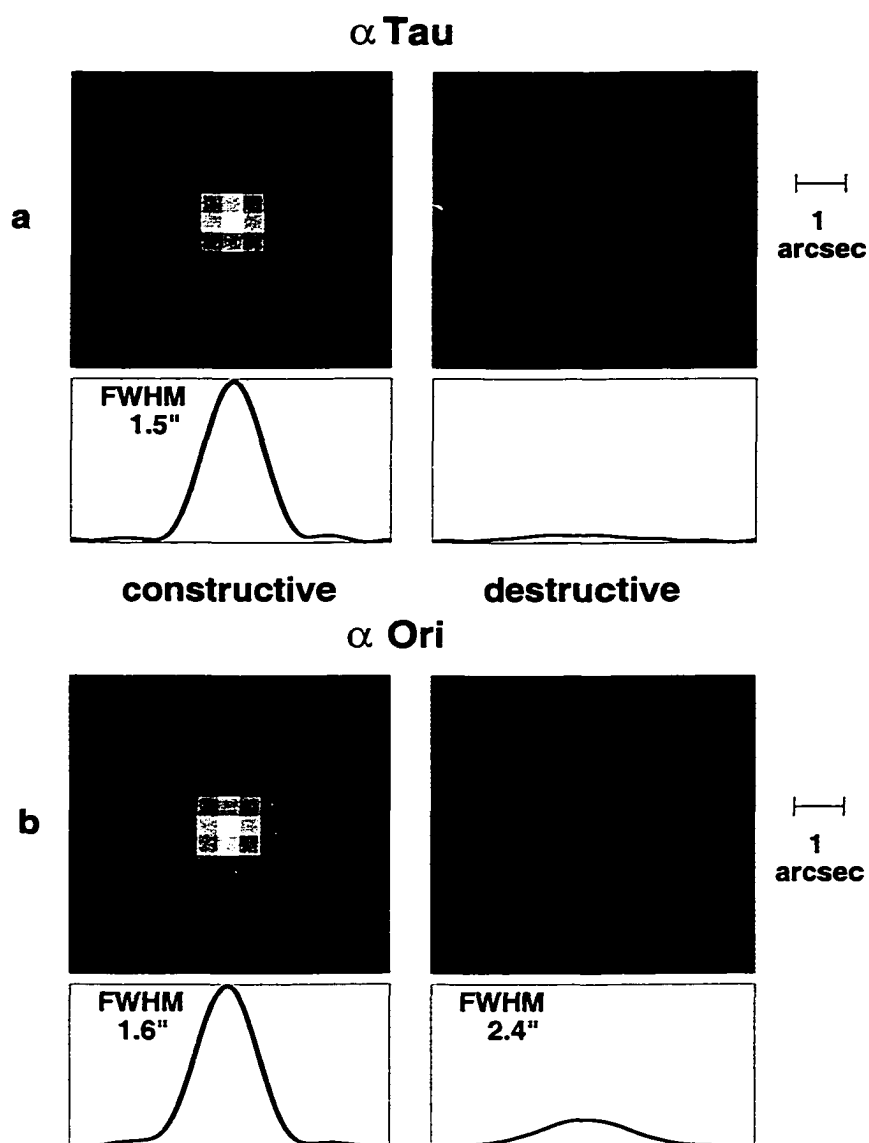 α Tau
a
1
arcsec
FWHM
1.5"
constructive
destructive
α Ori
b
1
arcsec
FWHM
1.6"
FWHM
2.4"